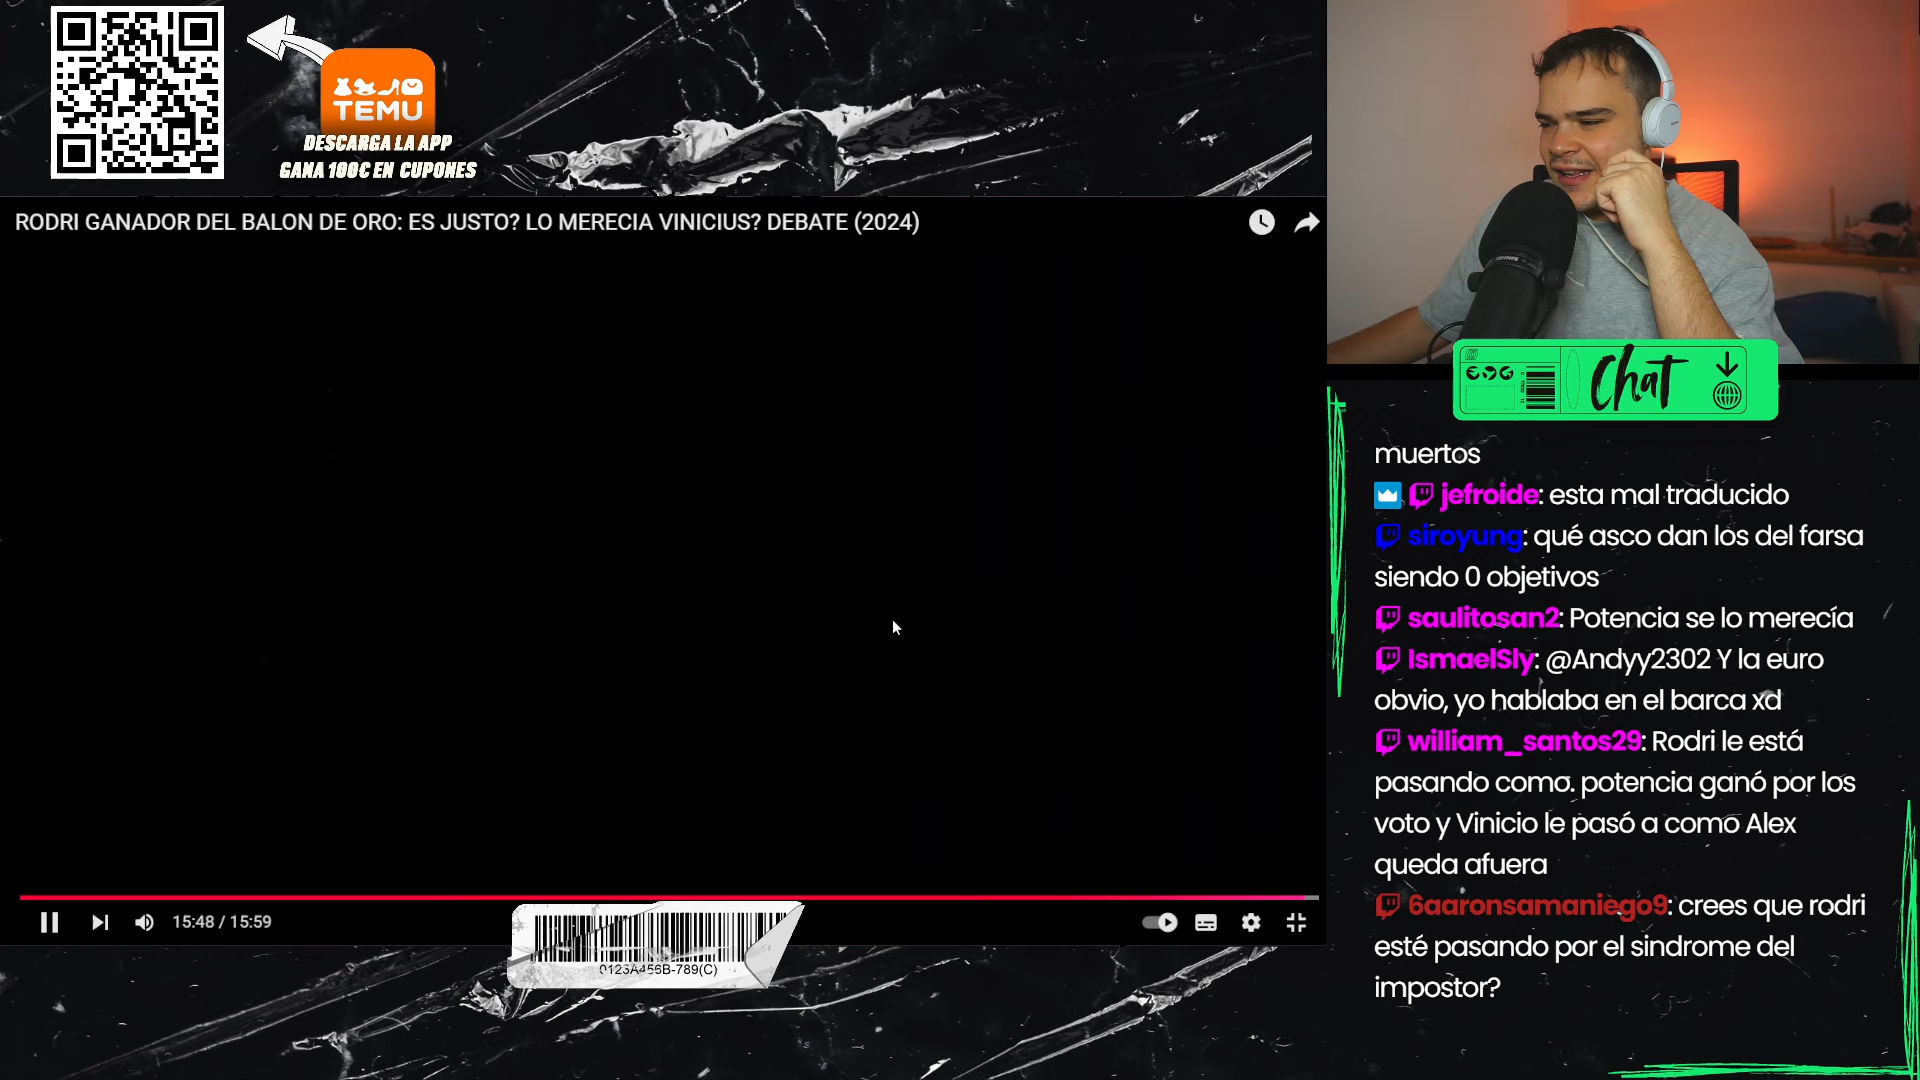 TEMU
DESCARGA LA APP
GANA 100€ EN CUPONES
RODRI GANADOR DEL BALON DE ORO: ES JUSTO? LO MERECIA VINICIUS? DEBATE (2024)
15:48 / 15:59
0123A456B-789(C)
Chat
muertos
jefroide: esta mal traducido
siroyung: qué asco dan los del farsa
siendo 0 objetivos
saulitosan2: Potencia se lo merecía
IsmaelSly: @Andyy2302 Y la euro
obvio, yo hablaba en el barca xd
william_santos29: Rodri le está
pasando como. potencia ganó por los
voto y Vinicio le pasó a como Alex
queda afuera
6aaronsamaniego9: crees que rodri
esté pasando por el sindrome del
impostor?